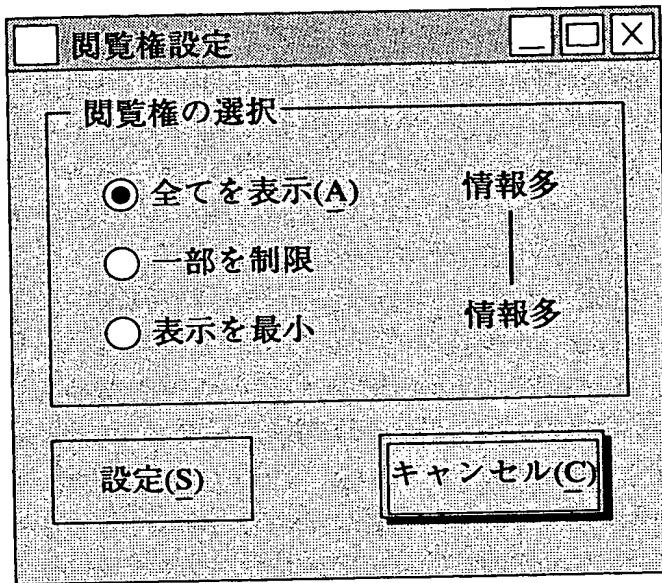 閲覧権設定
閲覧権の選択
全てを表示(A) 情報多
一部を制限
表示を最小 情報多
設定(S) キャンセル(C)